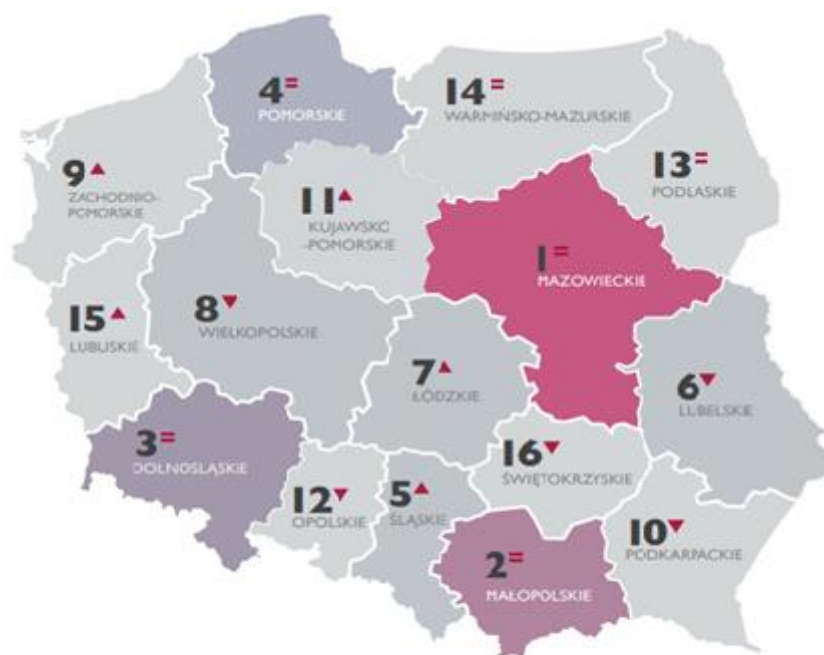 4=
POMORSKIE
14=
WARMIŃSKO-MAZURSKIE
9▲
ZACHODNIO-
POMORSKIE
11▲
KUJAWSKO
-POMORSKIE
13=
PODLASKIE
1=
MAZOWIECKIE
15▲
LUBUSKIE
8▼
WIELKOPOLSKIE
7▲
ŁÓDZKIE
6▼
LUBELSKIE
3=
DOLNOŚLĄSKIE
12▼
OPOLSKIE
5▲
ŚLĄSKIE
16▼
ŚWIĘTOKRZYSKIE
2=
MAŁOPOLSKIE
10▼
PODKARPACKIE